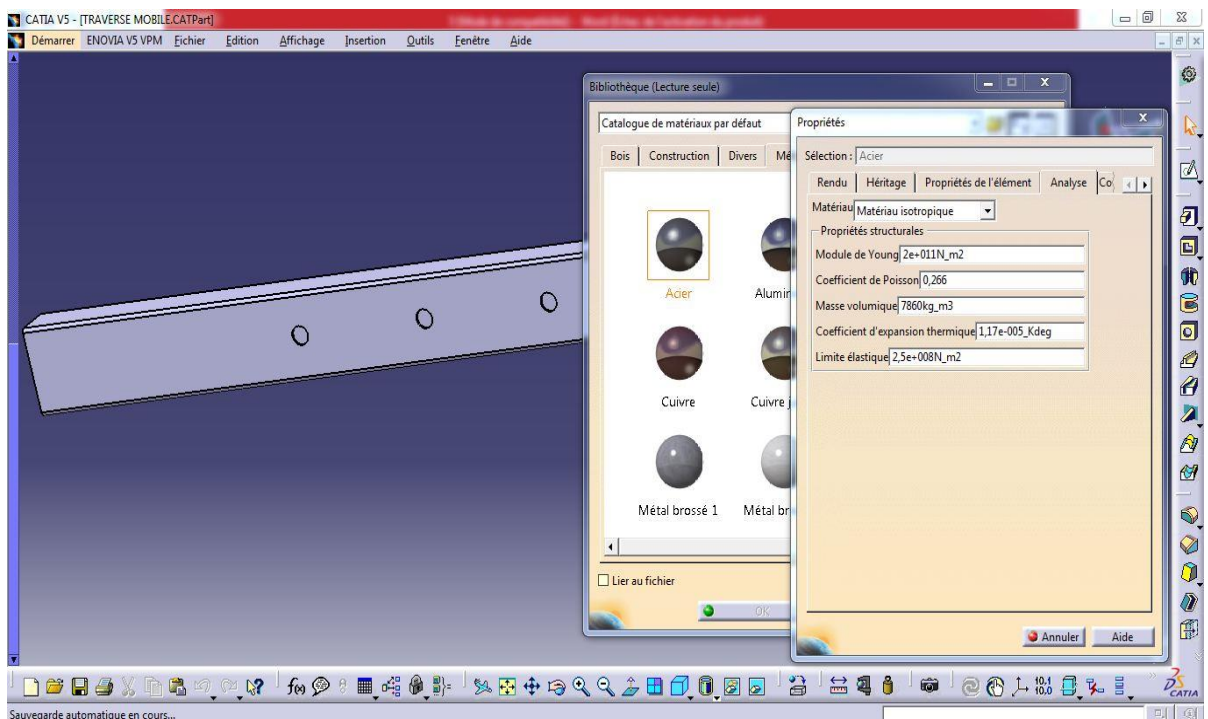 CATIA V5 - [TRAVERSE MOBILE.CATPart]
Démarrer ENOVIA V5 VPM Fichier Edition Affichage Insertion Outils Fenêtre Aide
Bibliothèque (Lecture seule)
Catalogue de matériaux par défaut
Bois Construction Divers
Acier
Cuivre
Métal brossé 1
Lier au fichier
OK
Propriétés
Sélection : Acier
Rendu Héritage Propriétés de l'élément Analyse
Matériau Matériau isotropique
Propriétés structurales
Module de Young 2e+011N_m2
Coefficient de Poisson 0,266
Masse volumique 7860kg_m3
Coefficient d'expansion thermique 1,17e-005_Kdeg
Limite élastique 2,5e+008N_m2
Annuler Aide
CATIA
Sauvegarde automatique en cours...